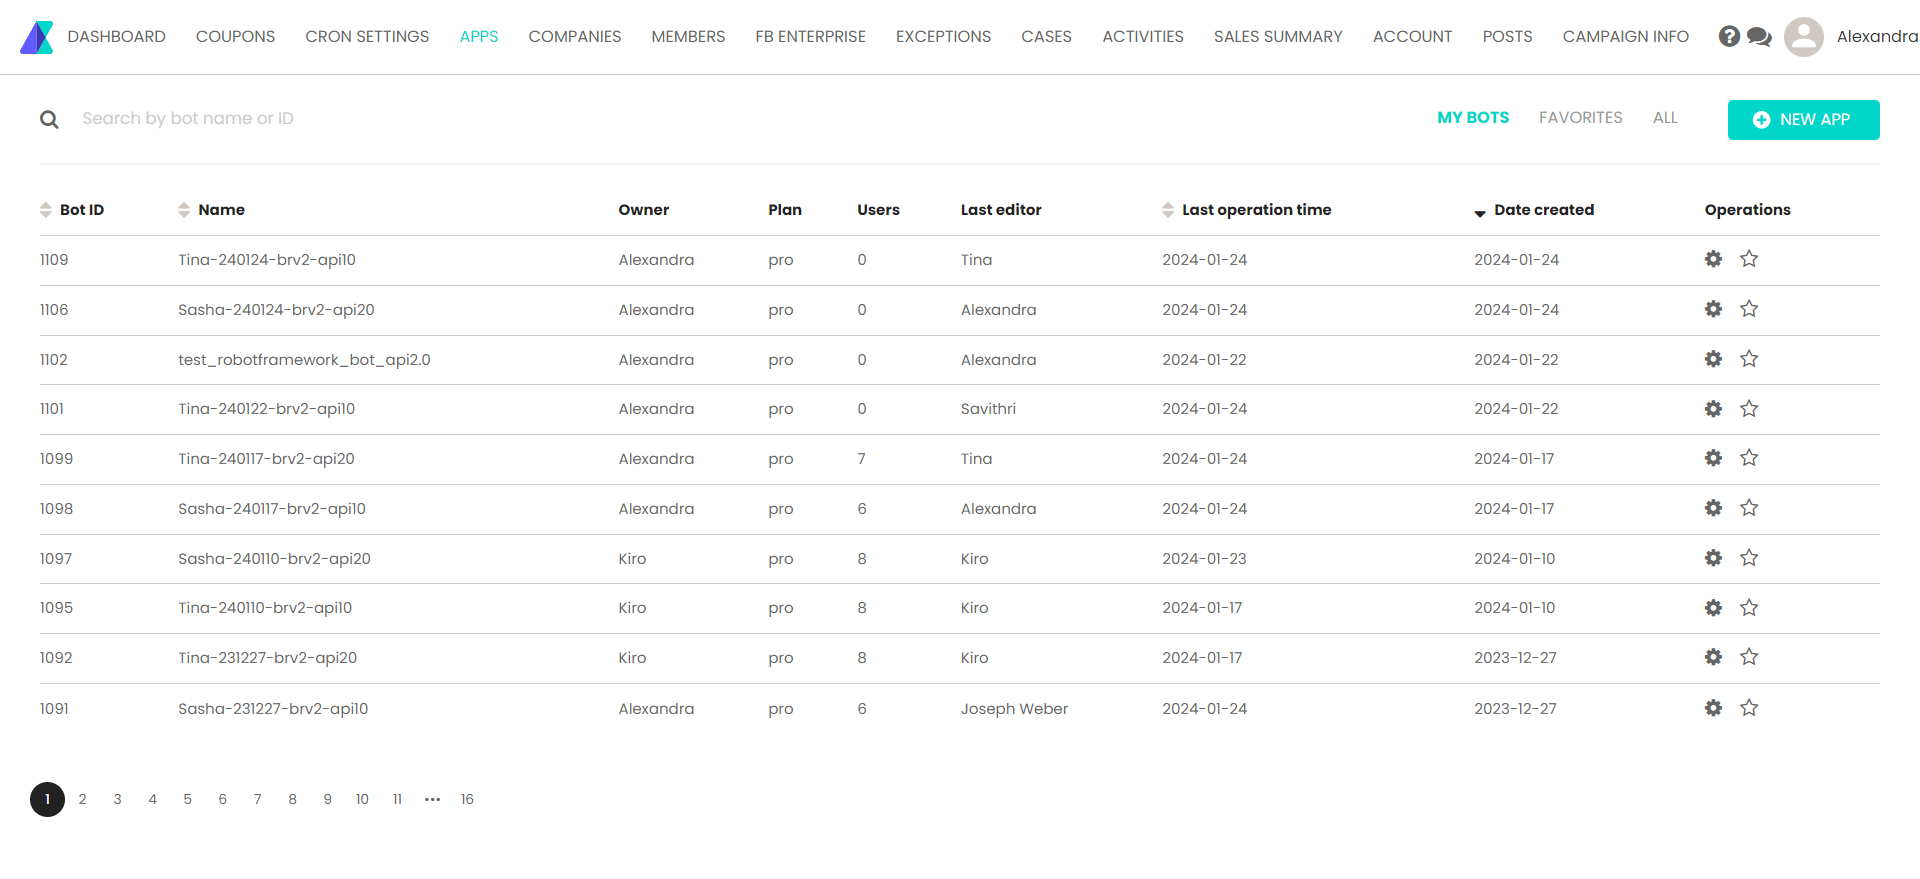 DASHBOARD COUPONS CRON SETTINGS APPS COMPANIES MEMBERS FB ENTERPRISE EXCEPTIONS CASES ACTIVITIES SALES SUMMARY ACCOUNT POSTS CAMPAIGN INFO Alexandra
Search by bot name or ID MY BOTS FAVORITES ALL NEW APP
Bot ID Name Owner Plan Users Last editor Last operation time Date created Operations
1109 Tina-240124-brv2-api10 Alexandra pro 0 Tina 2024-01-24 2024-01-24
1106 Sasha-240124-brv2-api20 Alexandra pro 0 Alexandra 2024-01-24 2024-01-24
1102 test_robotframework_bot_api2.0 Alexandra pro 0 Alexandra 2024-01-22 2024-01-22
1101 Tina-240122-brv2-api10 Alexandra pro 0 Savithri 2024-01-24 2024-01-22
1099 Tina-240117-brv2-api20 Alexandra pro 7 Tina 2024-01-24 2024-01-17
1098 Sasha-240117-brv2-api10 Alexandra pro 6 Alexandra 2024-01-24 2024-01-17
1097 Sasha-240110-brv2-api20 Kiro pro 8 Kiro 2024-01-23 2024-01-10
1095 Tina-240110-brv2-api10 Kiro pro 8 Kiro 2024-01-17 2024-01-10
1092 Tina-231227-brv2-api20 Kiro pro 8 Kiro 2024-01-17 2023-12-27
1091 Sasha-231227-brv2-api10 Alexandra pro 6 Joseph Weber 2024-01-24 2023-12-27
1 2 3 4 5 6 7 8 9 10 11 ••• 16